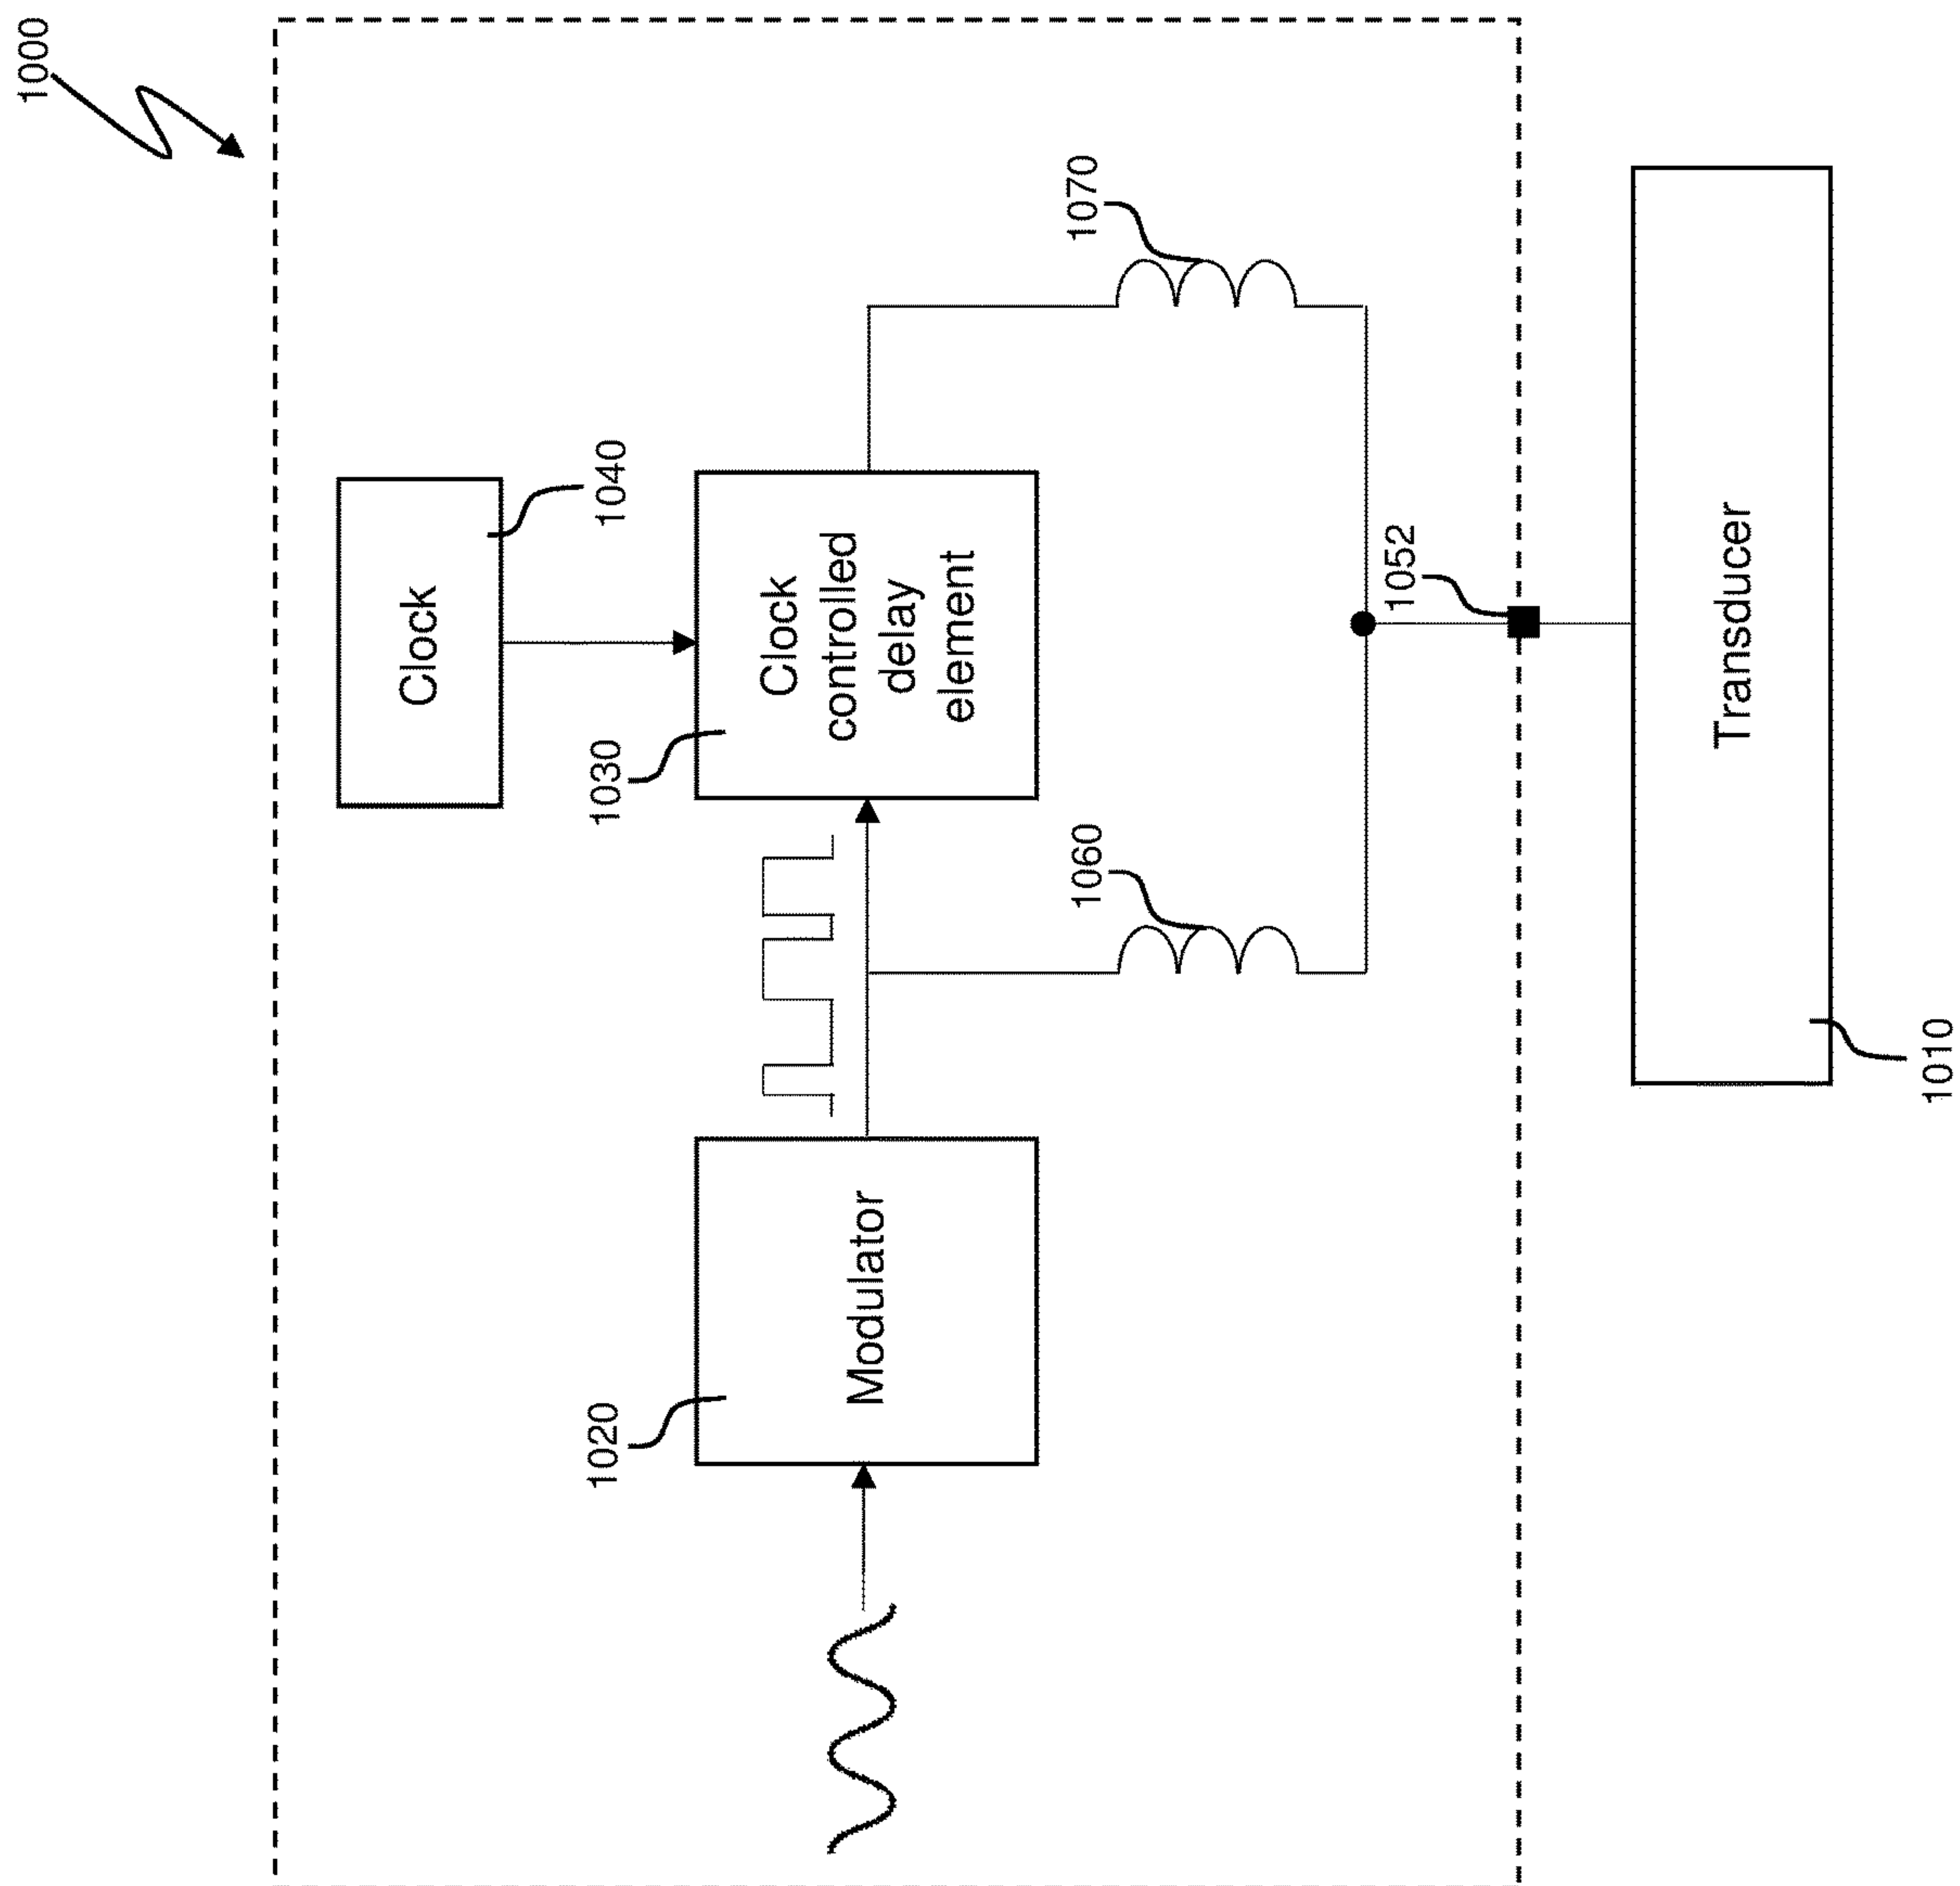 1000
Clock
1040
1030
Clock
controlled
delay
element
1070
1020
Modulator
1060
1052
Transducer
1010